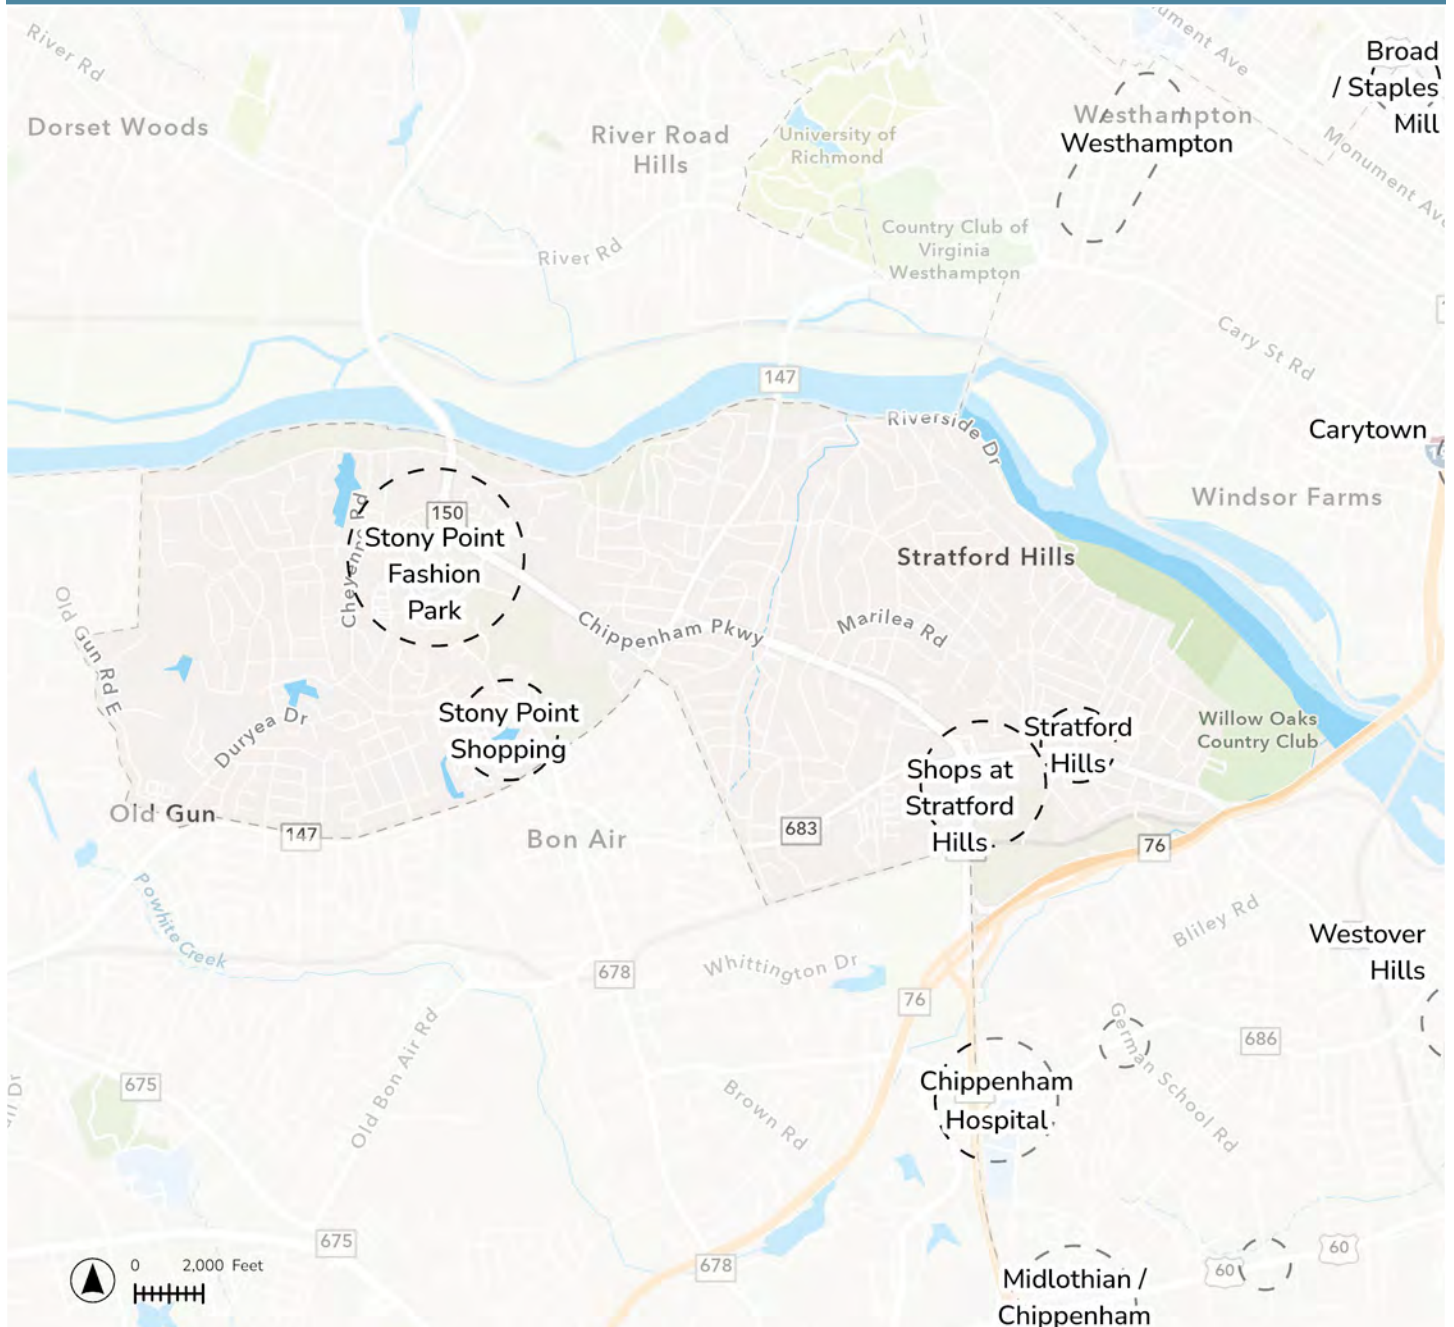 River Rd
Dorset Woods
River Road
Hills
University of
Richmond
Monument Ave
Westhampton
Westhampton
Broad
/ Staples
Mill
Monument Ave
Country Club of
Virginia
Westhampton
River Rd
Cary St Rd
147
Riverside Dr
Carytown
Windsor Farms
150
Stony Point
Fashion
Park
Cheyenne Rd
Stratford Hills
Chippenham Pkwy
Marilea Rd
Old Gun Rd E
Duryea Dr
Stony Point
Shopping
Stratford
Hills
Willow Oaks
Country Club
Shops at
Stratford
Hills
Old Gun
147
Bon Air
683
76
Powhite Creek
Bliley Rd
Westover
Hills
678
Whittington Dr
76
German School Rd
686
675
Old Bon Air Rd
Brown Rd
Chippenham
Hospital
Dr
675
678
60
60
Midlothian /
Chippenham
0 2,000 Feet